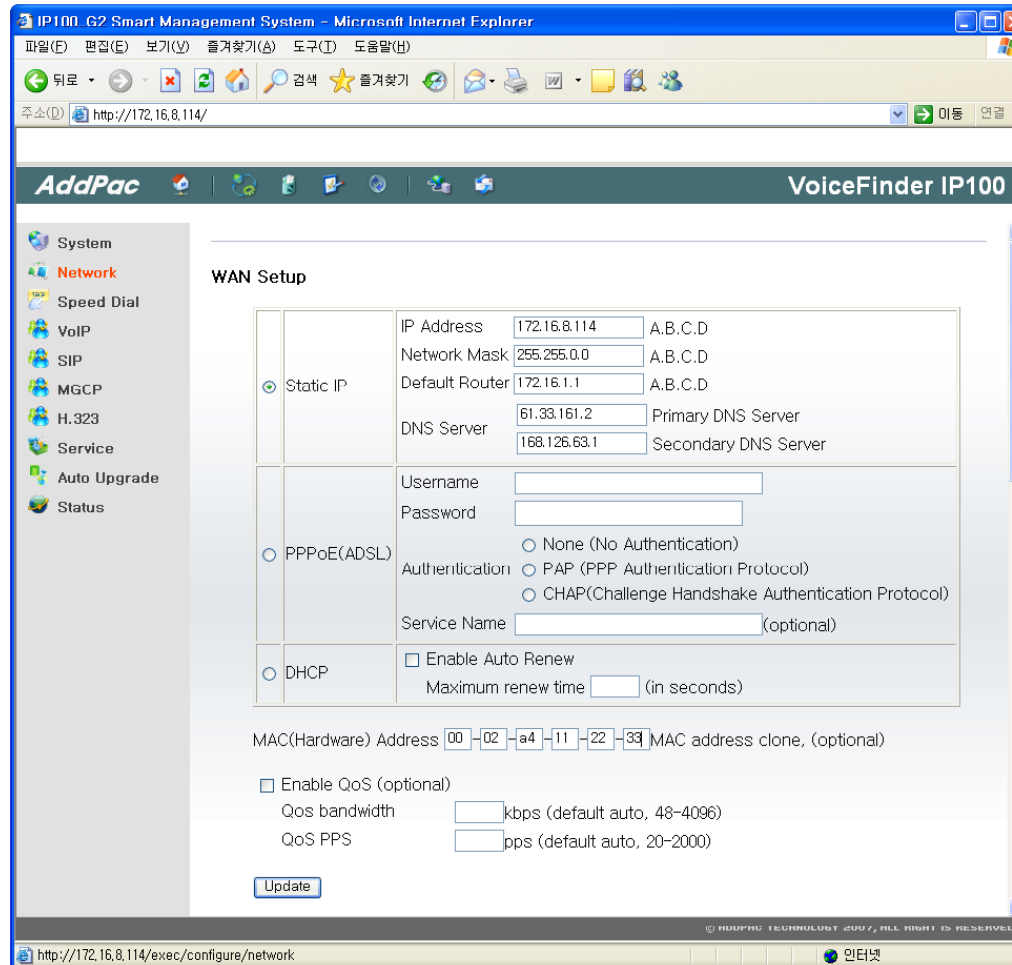 IP100_G2 Smart Management System - Microsoft Internet Explorer
파일(F) 편집(E) 보기(V) 즐겨찾기(A) 도구(T) 도움말(H)
뒤로 검색 즐겨찾기
주소(D) http://172.16.8.114/ 이동 연결
AddPac VoiceFinder IP100
System
Network
Speed Dial
VoIP
SIP
MGCP
H.323
Service
Auto Upgrade
Status
WAN Setup
Static IP
IP Address 172.16.8.114 A.B.C.D
Network Mask 255.255.0.0 A.B.C.D
Default Router 172.16.1.1 A.B.C.D
DNS Server
61.33.161.2 Primary DNS Server
168.126.63.1 Secondary DNS Server
PPPoE(ADSL)
Username
Password
Authentication
None (No Authentication)
PAP (PPP Authentication Protocol)
CHAP(Challenge Handshake Authentication Protocol)
Service Name (optional)
DHCP
Enable Auto Renew
Maximum renew time (in seconds)
MAC(Hardware) Address 00 -02 -a4 -11 -22 -33 MAC address clone, (optional)
Enable QoS (optional)
Qos bandwidth kbps (default auto, 48-4096)
QoS PPS pps (default auto, 20-2000)
Update
© ADDPAC TECHNOLOGY 2007, ALL RIGHT IS RESERVED
http://172.16.8.114/exec/configure/network 인터넷